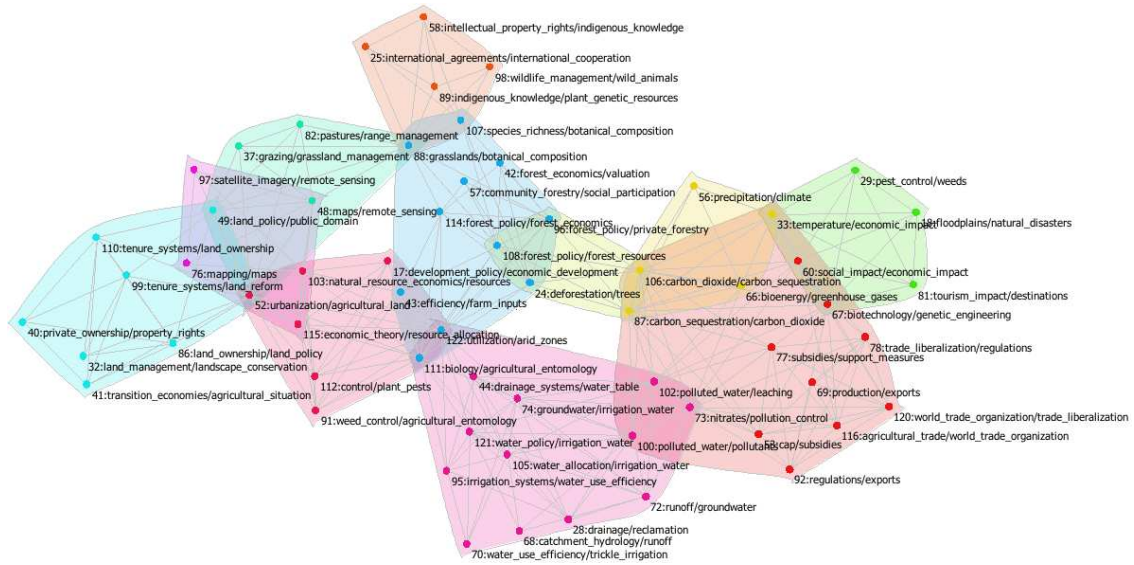 58:intellectual_property_rights/indigenous_knowledge
25:international_agreements/international_cooperation
98:wildlife_management/wild_animals
89:indigenous_knowledge/plant_genetic_resources
107:species_richness/botanical_composition
82:pastures/range_management
37:grazing/grassland_management
88:grasslands/botanical_composition
42:forest_economics/valuation
97:satellite_imagery/remote_sensing
57:community_forestry/social_participation
29:pest_control/weeds
56:precipitation/climate
48:maps/remote_sensing
49:land_policy/public_domain
114:forest_policy/forest_economics
96:forest_policy/private_forestry
33:temperature/economic_impact
18:floodplains/natural_disasters
110:tenure_systems/land_ownership
108:forest_policy/forest_resources
76:mapping/maps
17:development_policy/economic_development
60:social_impact/economic_impact
103:natural_resource_economics/resources
106:carbon_dioxide/carbon_sequestration
99:tenure_systems/land_reform
24:deforestation/trees
66:bioenergy/greenhouse_gases
81:tourism_impact/destinations
52:urbanization/agricultural_land
43:efficiency/farm_inputs
67:biotechnology/genetic_engineering
87:carbon_sequestration/carbon_dioxide
40:private_ownership/property_rights
115:economic_theory/resource_allocation
122:utilization/arid_zones
86:land_ownership/land_policy
78:trade_liberalization/regulations
77:subsidies/support_measures
32:land_management/landscape_conservation
111:biology/agricultural_entomology
112:control/plant_pests
44:drainage_systems/water_table
102:polluted_water/leaching
69:production/exports
41:transition_economies/agricultural_situation
74:groundwater/irrigation_water
73:nitrates/pollution_control
120:world_trade_organization/trade_liberalization
91:weed_control/agricultural_entomology
116:agricultural_trade/world_trade_organization
121:water_policy/irrigation_water
100:polluted_water/pollutants
cap/subsidies
105:water_allocation/irrigation_water
95:irrigation_systems/water_use_efficiency
92:regulations/exports
72:runoff/groundwater
28:drainage/reclamation
68:catchment_hydrology/runoff
70:water_use_efficiency/trickle_irrigation